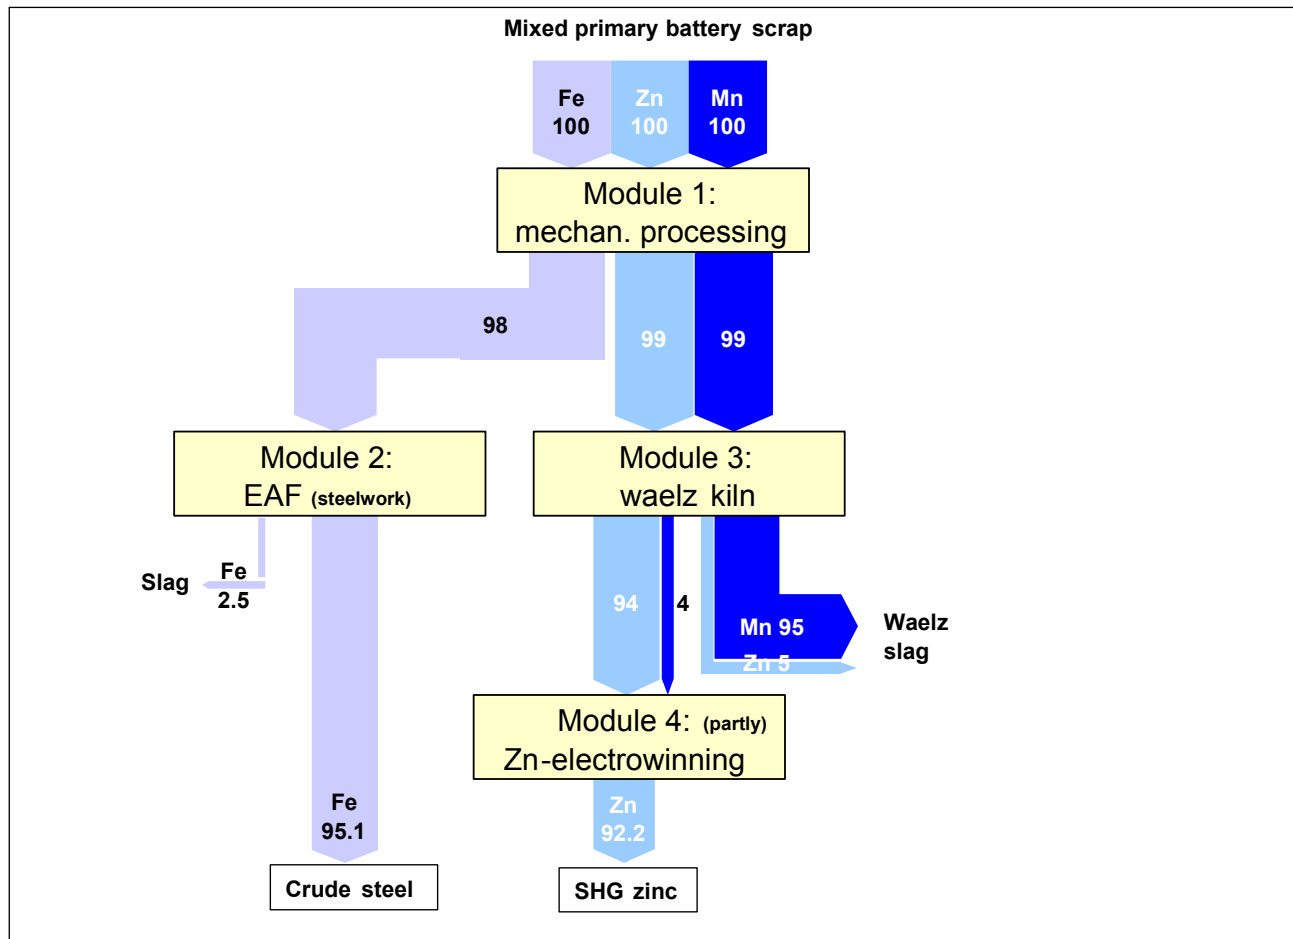 Mixed primary battery scrap
Fe
100
Zn
100
Mn
100
Module 1:
mechan. processing
98
99
99
Module 2:
EAF (steelwork)
Module 3:
waelz kiln
Slag
Fe
2.5
94
4
Mn 95
Zn 5
Waelz
slag
Module 4: (partly)
Zn-electrowinning
Fe
95.1
Zn
92.2
Crude steel
SHG zinc